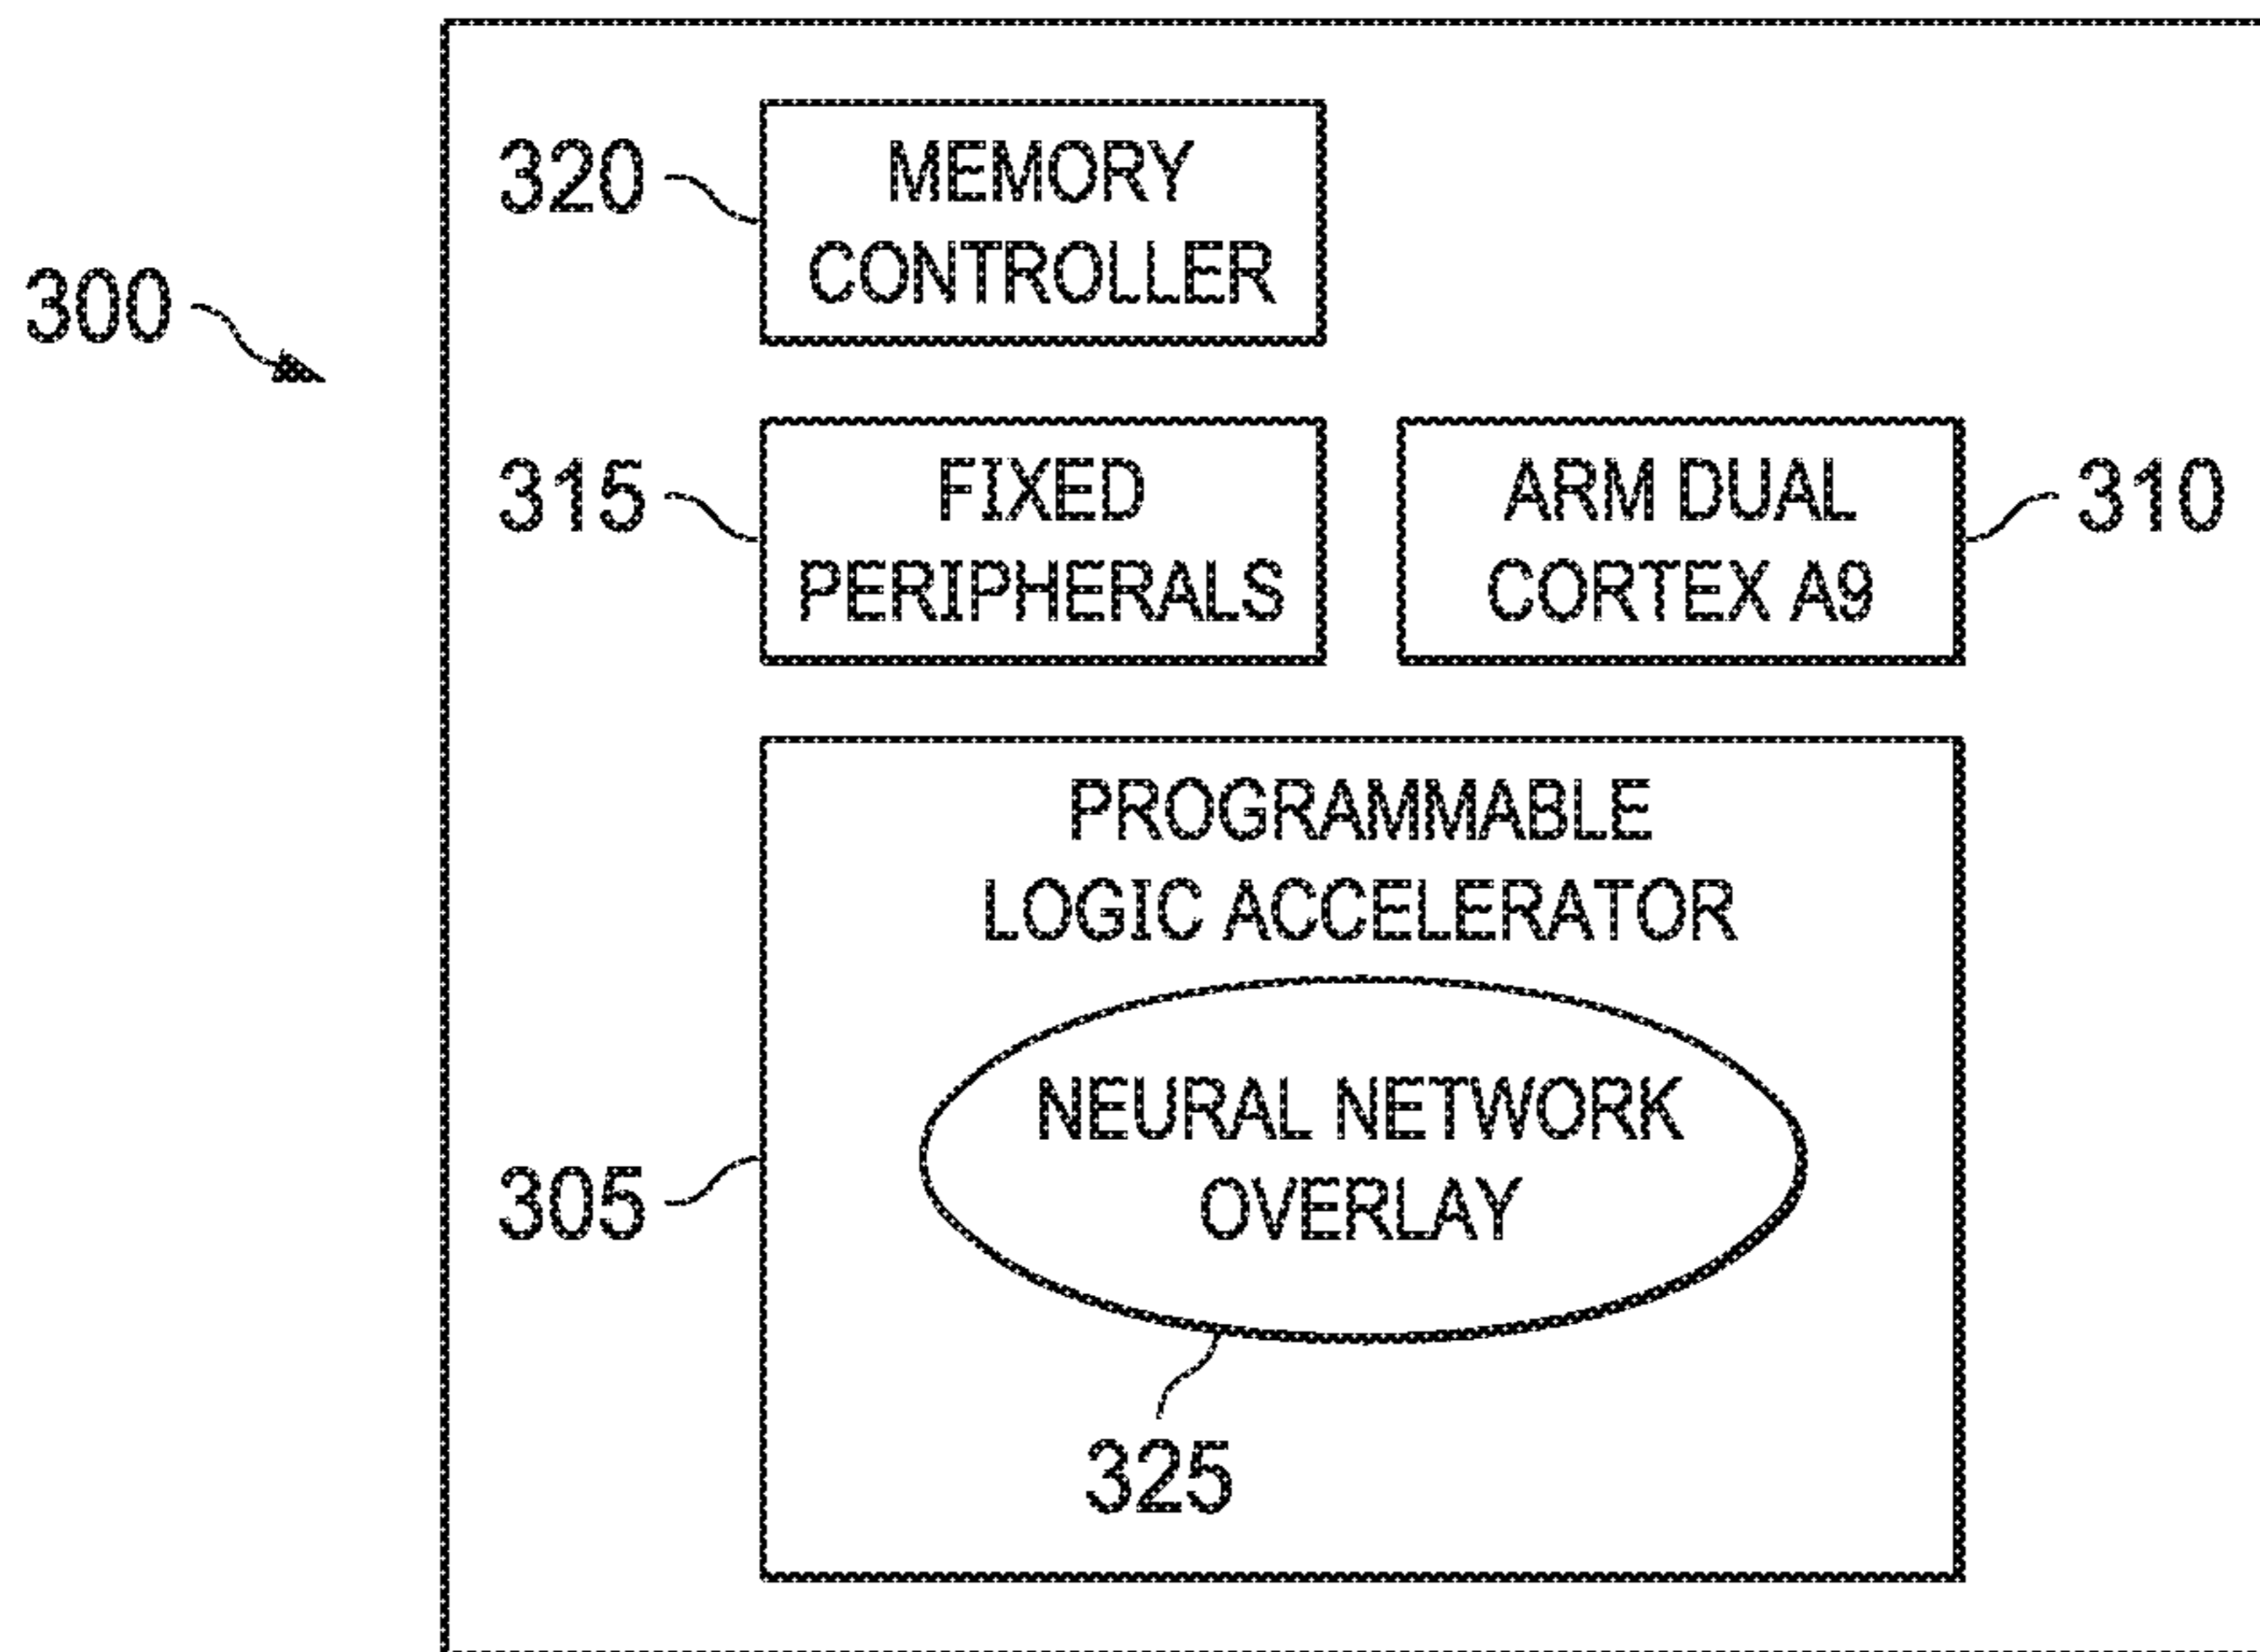 320
MEMORY
CONTROLLER
300
315
FIXED
PERIPHERALS
ARM DUAL
CORTEX A9
310
PROGRAMMABLE
LOGIC ACCELERATOR
NEURAL NETWORK
OVERLAY
305
325